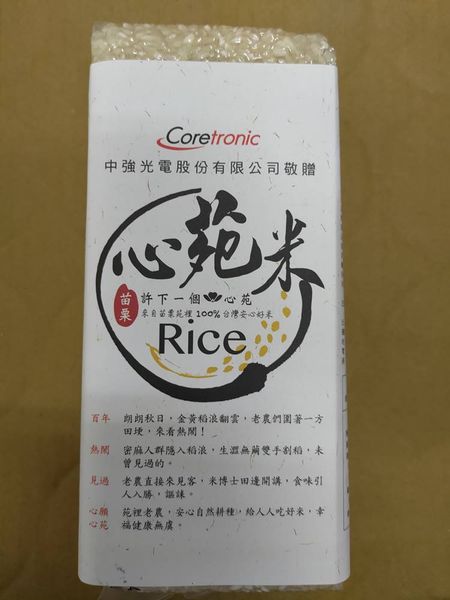 Coretronic
中強光電股份有限公司敬贈
心苑米
苗栗
許下一個心苑
來自苗栗苑裡 100% 台灣安心好米
Rice
百年 朗朗秋日，金黃稻浪翻雲，老農們圍著一方
田埂，來看熱鬧！
熱鬧 密麻人群隱入稻浪，生澀無繭雙手割稻，未
曾見過的。
見過 老農直接來見客，米博士田邊開講，食味引
人入勝，謳謏。
心願 苑裡老農，安心自然耕種，給人人吃好米，幸
心苑 福健康無虞。